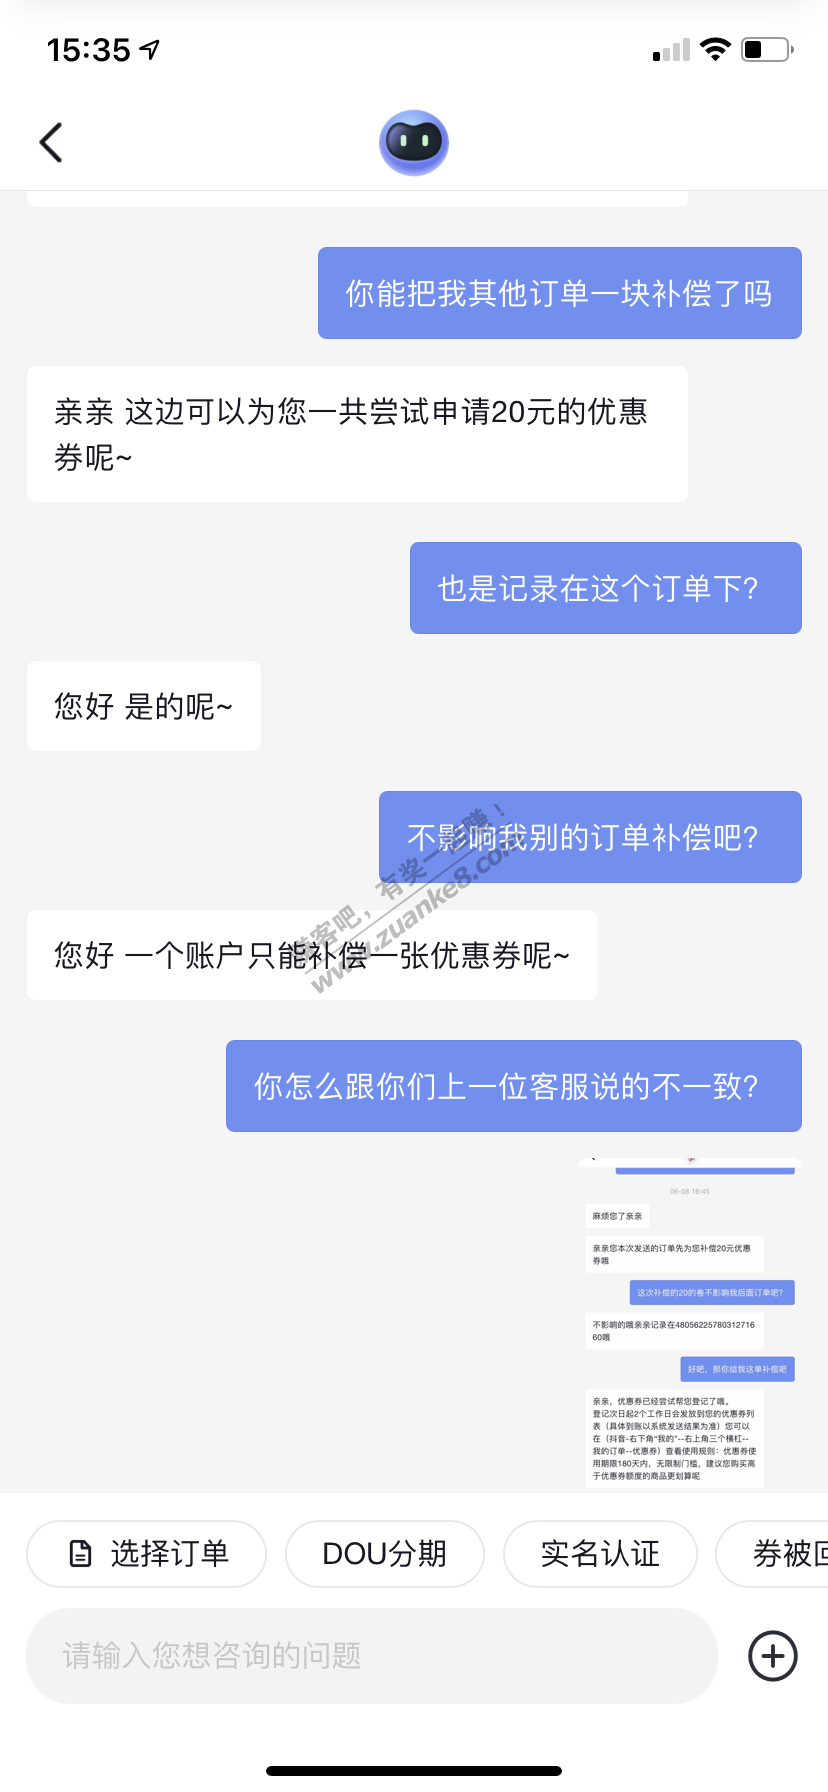 15:35
你能把我其他订单一块补偿了吗
亲亲 这边可以为您一共尝试申请20元的优惠
券呢~
也是记录在这个订单下?
您好 是的呢~
不影响我别的订单补偿吧?
您好 一个账户只能补偿一张优惠券呢~
赚客吧，有奖一起赚！
www.zuanke8.com
你怎么跟你们上一位客服说的不一致?
05-08 16:45
麻烦您了亲亲
亲亲您本次发送的订单先为您补偿20元优惠
券哦
这次补偿的20的卷不影响我后面订单吧?
不影响的哦亲亲记录在48056225780312716
60哦
好吧，那你给我这单补偿吧
亲亲，优惠券已经尝试帮您登记了哦。
登记次日起2个工作日会发放到您的优惠券列
表（具体到账以系统发送结果为准）您可以
在（抖音-右下角“我的”--右上角三个横杠--
我的订单--优惠券）查看使用规则：优惠券使
用期限180天内，无限制门槛，建议您购买高
于优惠券额度的商品更划算呢
选择订单
DOU分期
实名认证
券被回
请输入您想咨询的问题